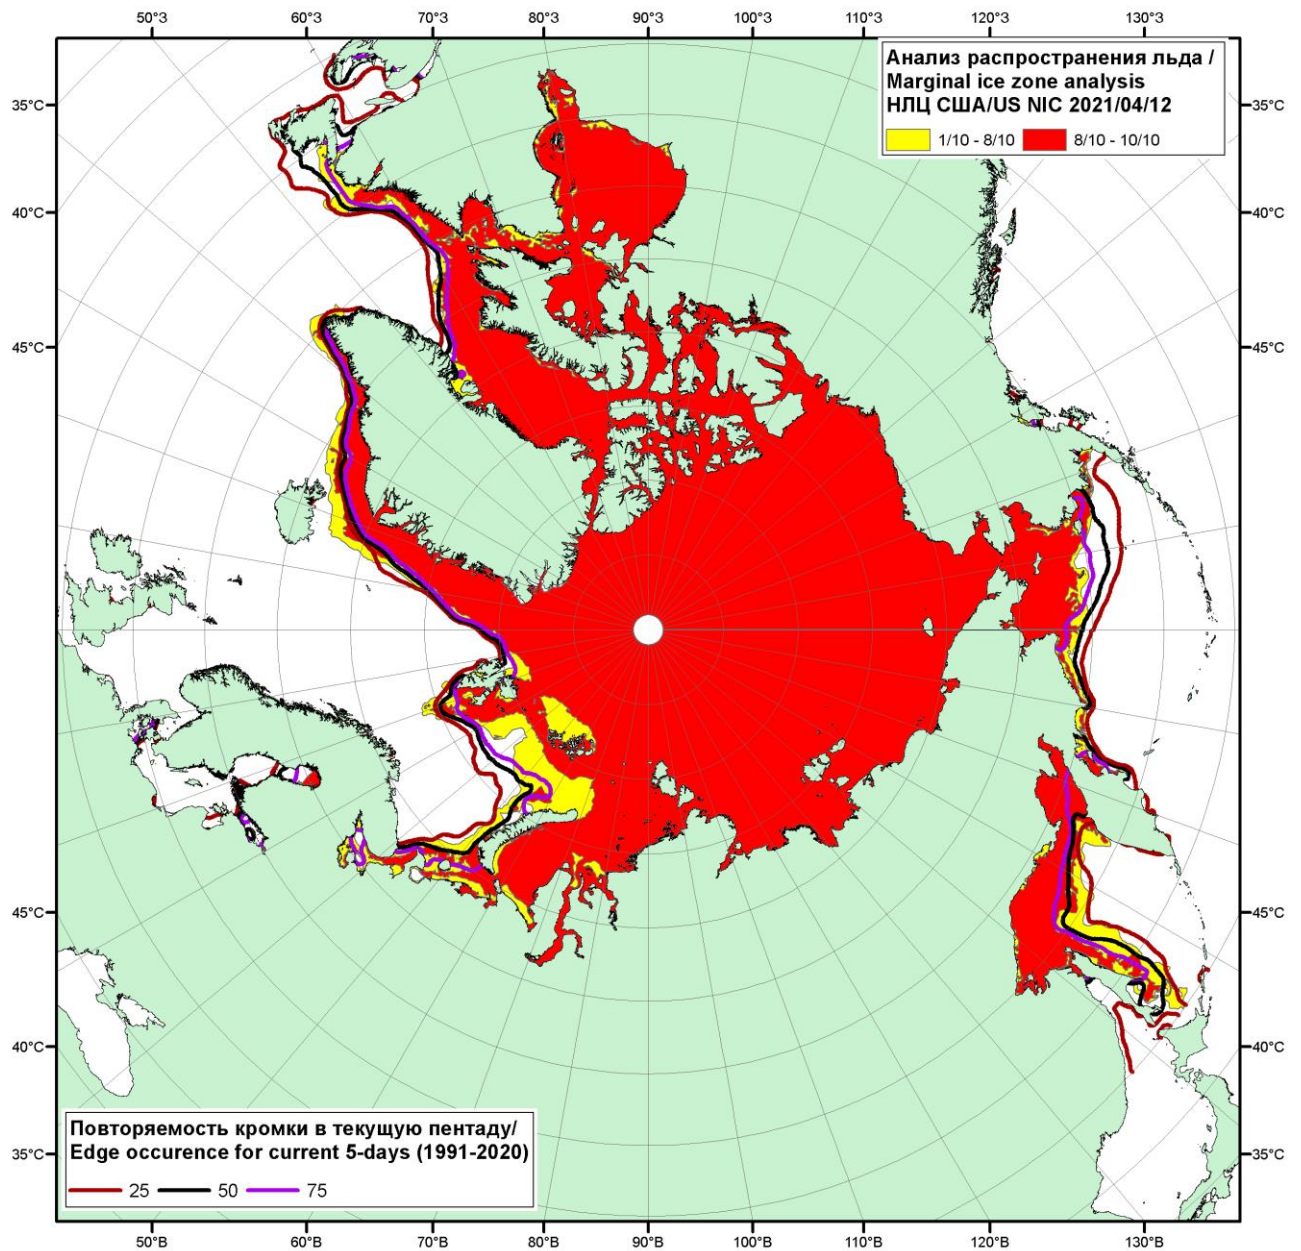 50°З 60°З 70°З 80°З 90°З 100°З 110°З 120°З 130°З
Анализ распространения льда /
Marginal ice zone analysis
НЛЦ США/US NIC 2021/04/12
1/10 - 8/10 8/10 - 10/10
35°С 35°С
40°С 40°С
45°С 45°С
45°С 45°С
40°С 40°С
Повторяемость кромки в текущую пентаду/
Edge occurence for current 5-days (1991-2020)
25 50 75
35°С 35°С
50°В 60°В 70°В 80°В 90°В 100°В 110°В 120°В 130°В